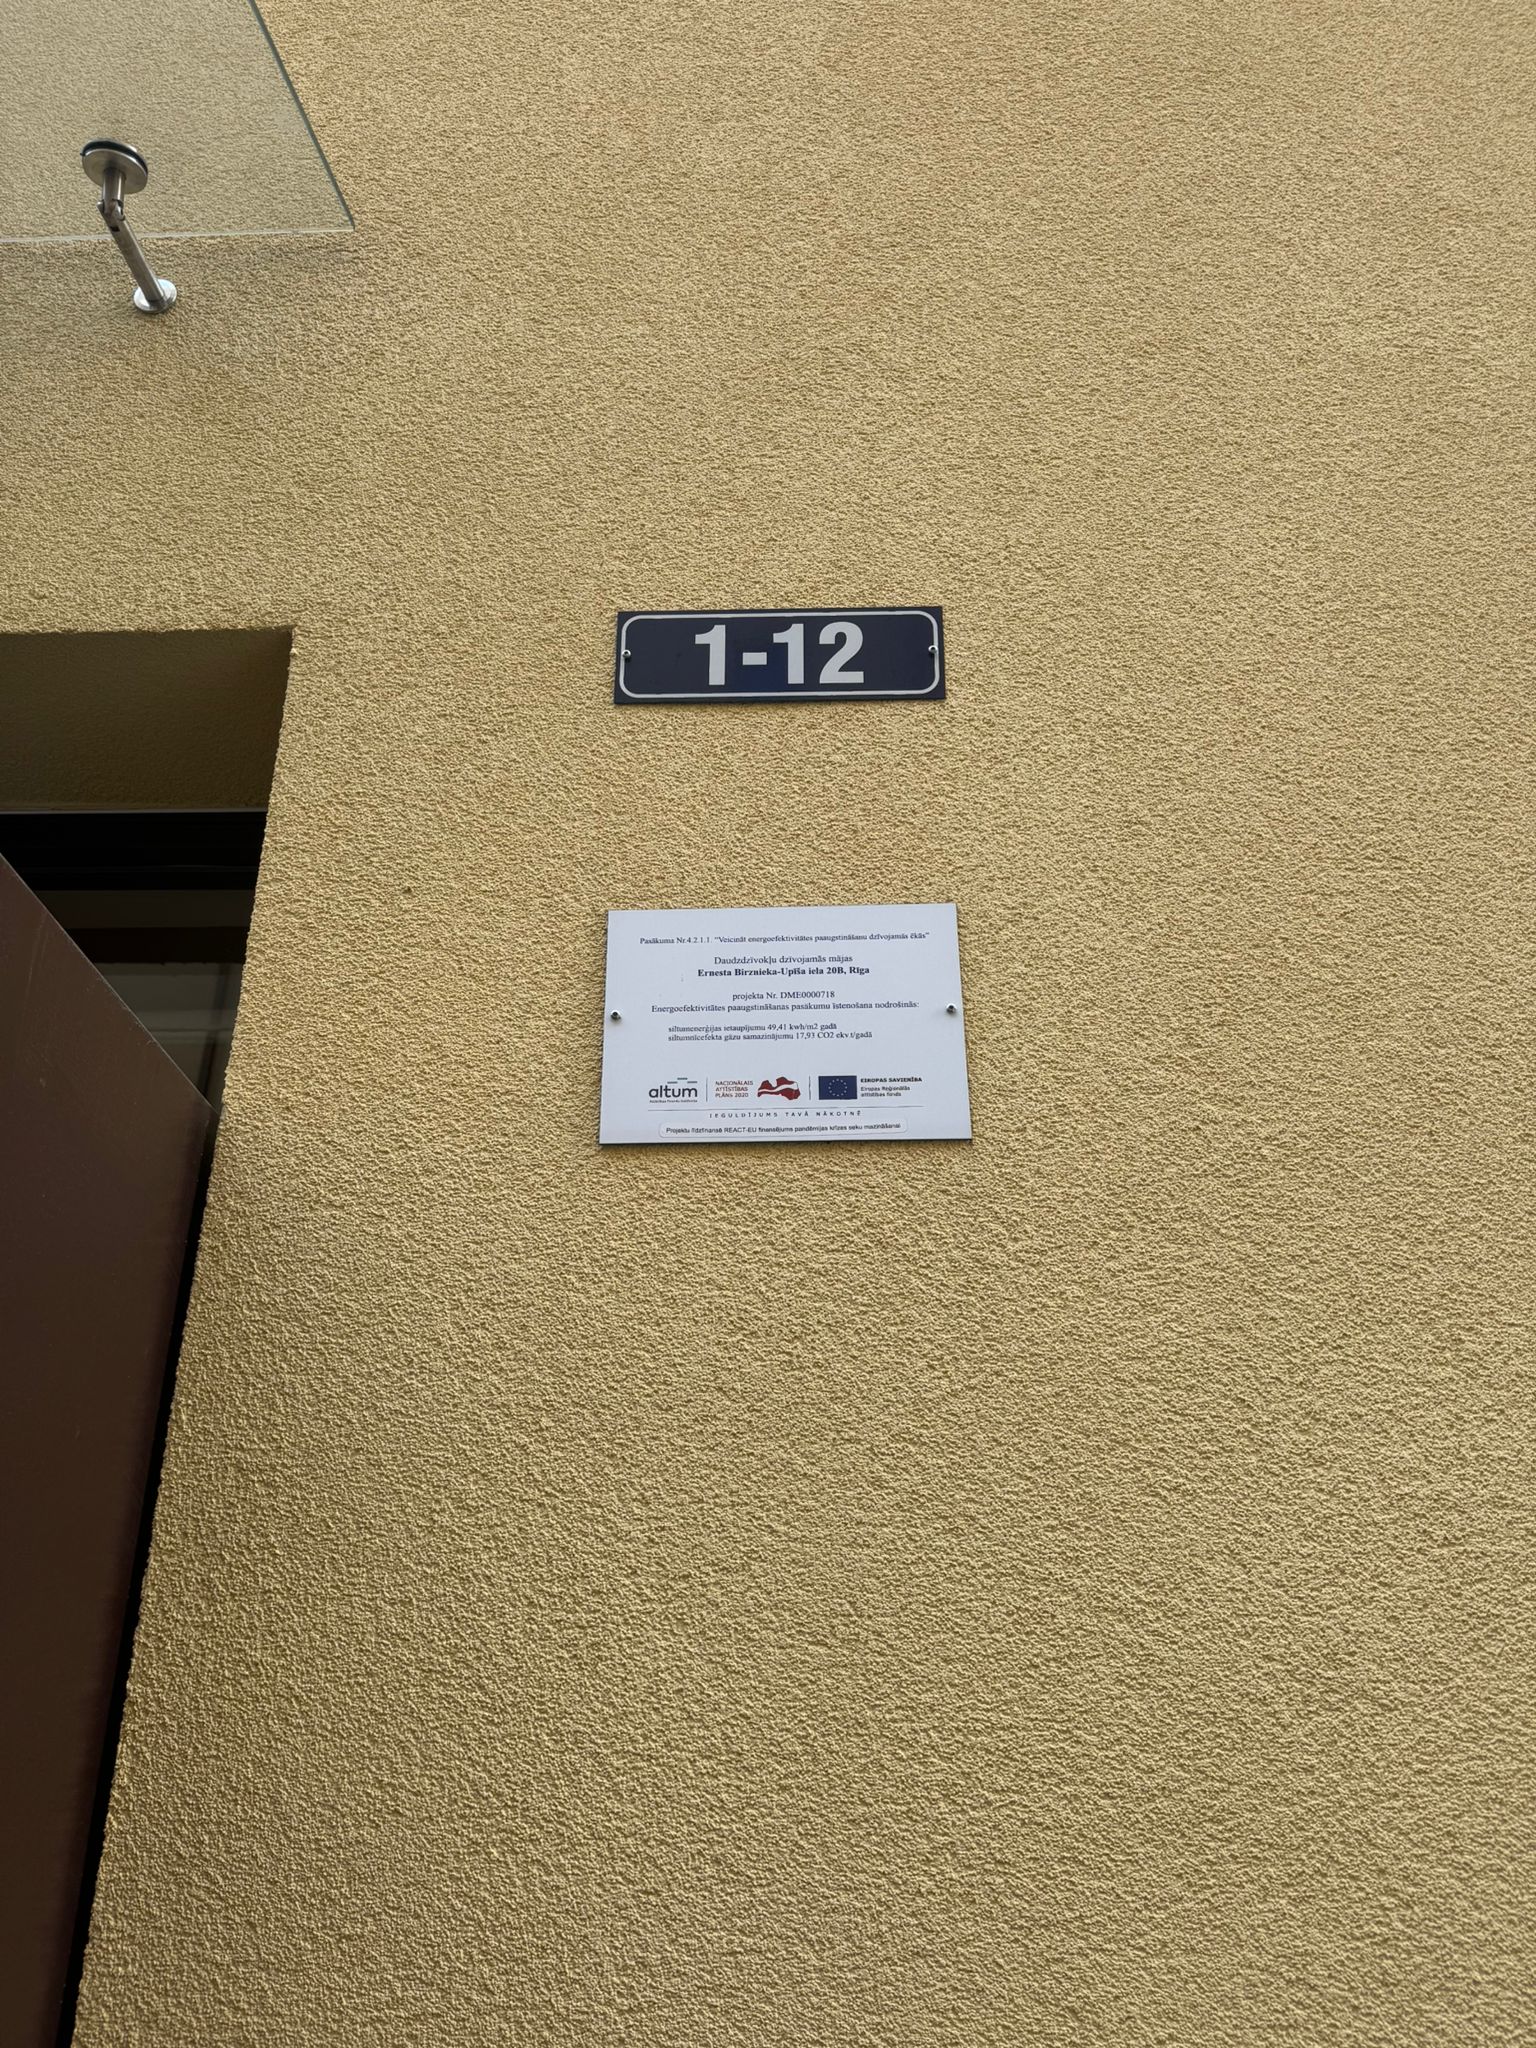 1-12
Pasākuma Nr.4.2.1.1. “Veicināt energoefektivitātes paaugstināšanu dzīvojamās ēkās”
Daudzdzīvokļu dzīvojamās mājas
Ernesta Birznieka-Upīša iela 20B, Rīga
projekta Nr. DME0000718
Energoefektivitātes paaugstināšanas pasākumu īstenošana nodrošinās:
siltumenerģijas ietaupījumu 49,41 kwh/m2 gadā
siltumnīcefekta gāzu samazinājumu 17,93 CO2 ekv.t/gadā
altum
NACIONĀLAIS
ATTĪSTĪBAS
PLĀNS 2020
EIROPAS SAVIENĪBA
Eiropas Reģionālās
attīstības fonds
IEGULDĪJUMS TAVĀ NĀKOTNĒ
Projektu līdzfinansē REACT-EU finansējums pandēmijas krīzes seku mazināšanai